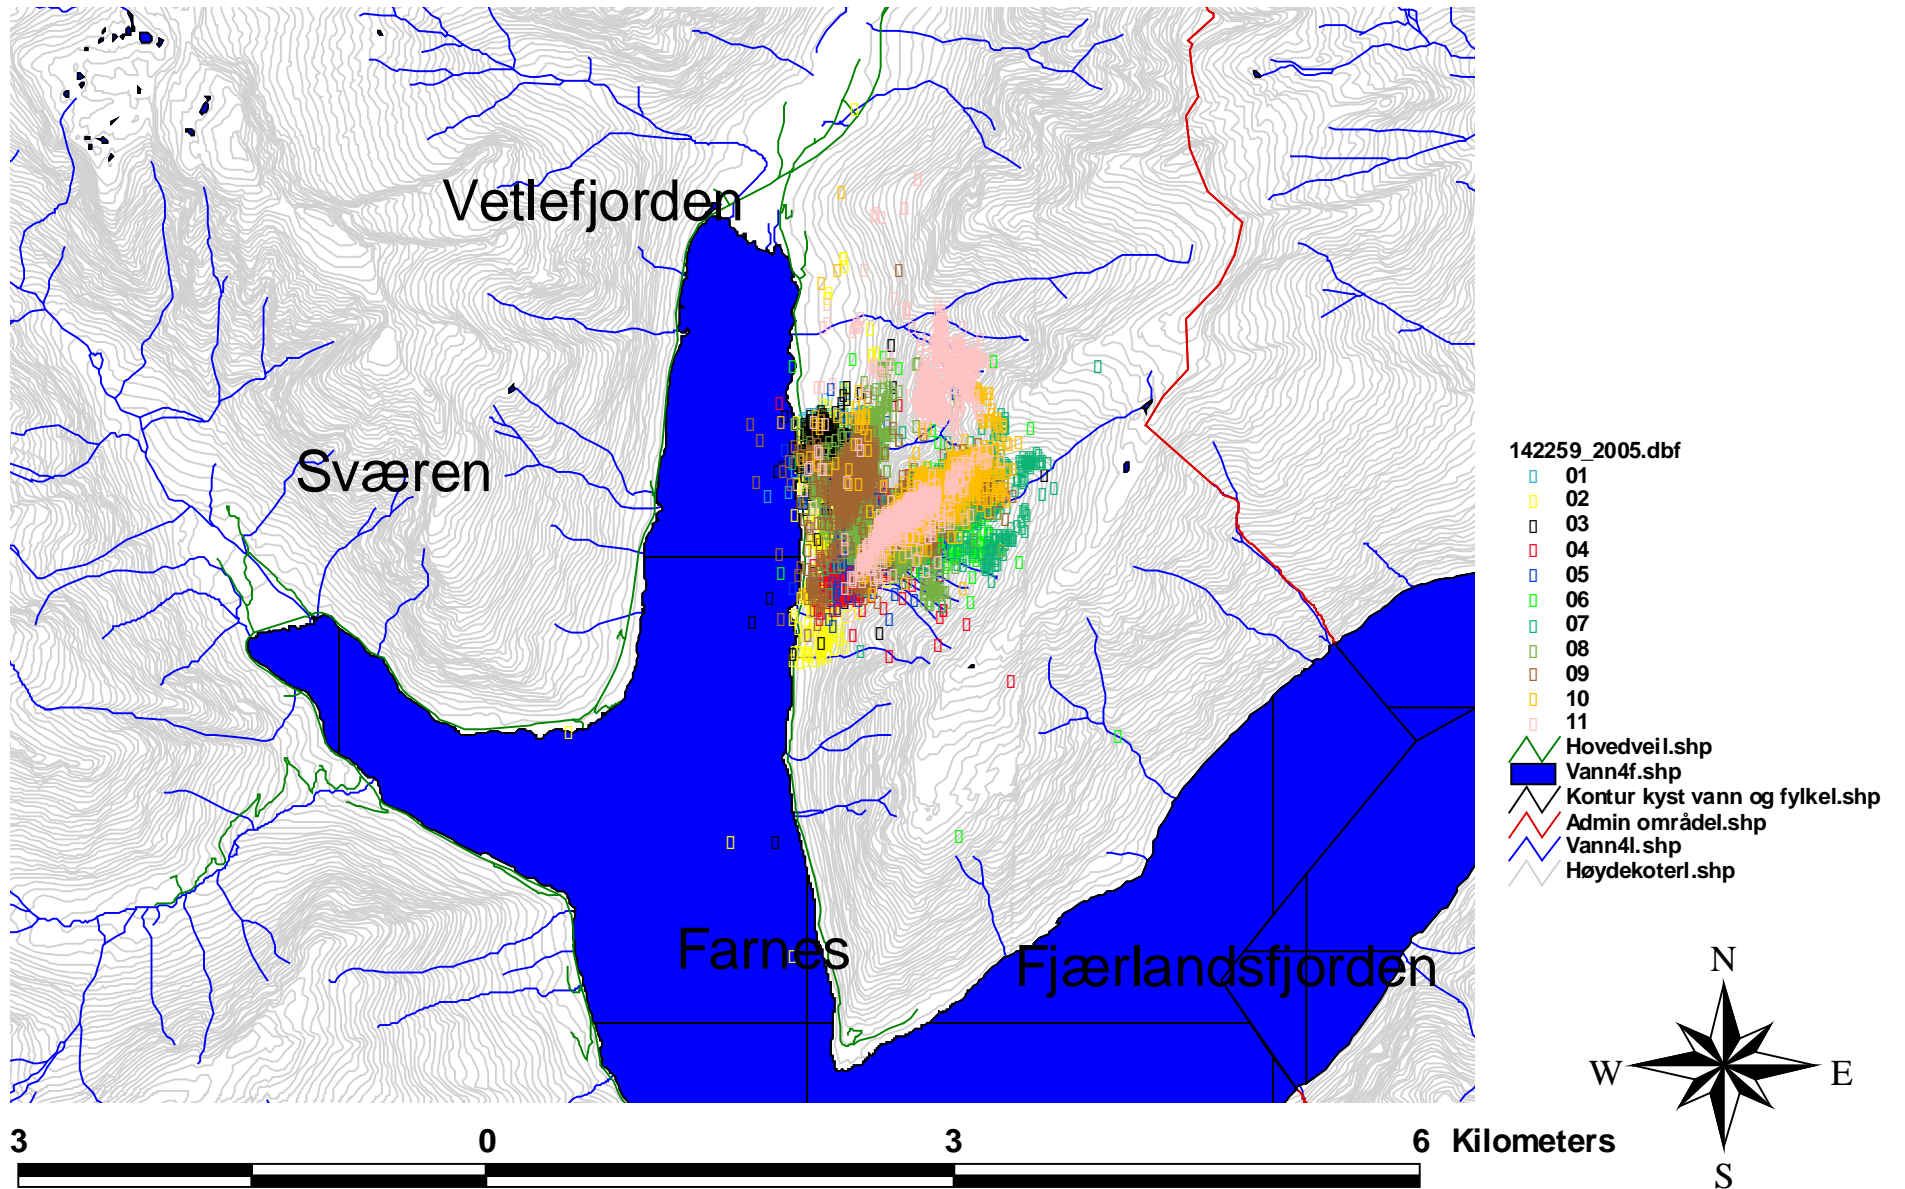 Vetlefjorden
Sværen
Farnes
Fjærlandsfjorden
142259_2005.dbf
01
02
03
04
05
06
07
08
09
10
11
Hovedveil.shp
Vann4f.shp
Kontur kyst vann og fylkel.shp
Admin områdel.shp
Vann4l.shp
Høydekoterl.shp
N
W E
S
3 0 3 6 Kilometers